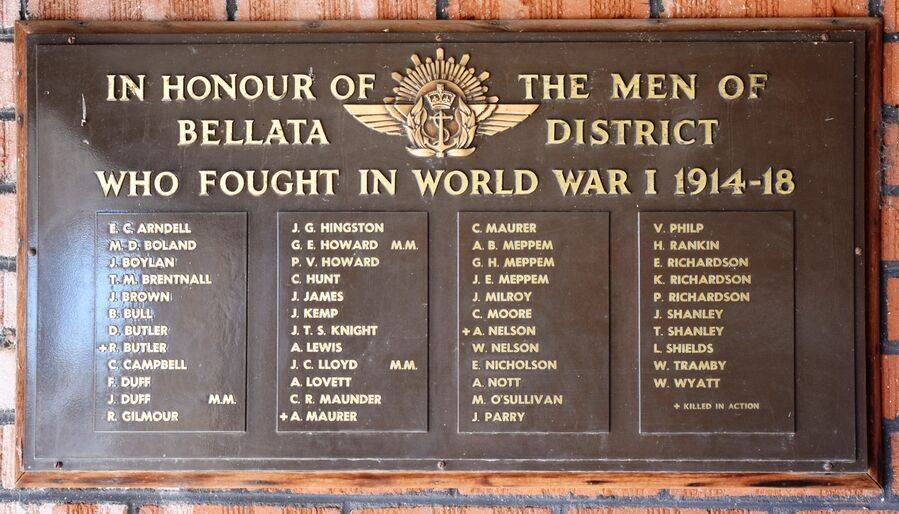 IN HONOUR OF THE MEN OF
BELLATA DISTRICT
WHO FOUGHT IN WORLD WAR I 1914-18
E. C. ARNDELL
M. D. BOLAND
J. BOYLAN
T. M. BRENTNALL
J. BROWN
B. BULL
D. BUTLER
+R. BUTLER
C. CAMPBELL
F. DUFF
J. DUFF M.M.
R. GILMOUR
J. G. HINGSTON
G. E. HOWARD M.M.
P. V. HOWARD
C. HUNT
J. JAMES
J. KEMP
J. T. S. KNIGHT
A. LEWIS
J. C. LLOYD M.M.
A. LOVETT
C. R. MAUNDER
+A. MAURER
C. MAURER
A. B. MEPPEM
G. H. MEPPEM
J. E. MEPPEM
J. MILROY
C. MOORE
+A. NELSON
W. NELSON
E. NICHOLSON
A. NOTT
M. O'SULLIVAN
J. PARRY
V. PHILP
H. RANKIN
E. RICHARDSON
K. RICHARDSON
P. RICHARDSON
J. SHANLEY
T. SHANLEY
L. SHIELDS
W. TRAMBY
W. WYATT
+ KILLED IN ACTION